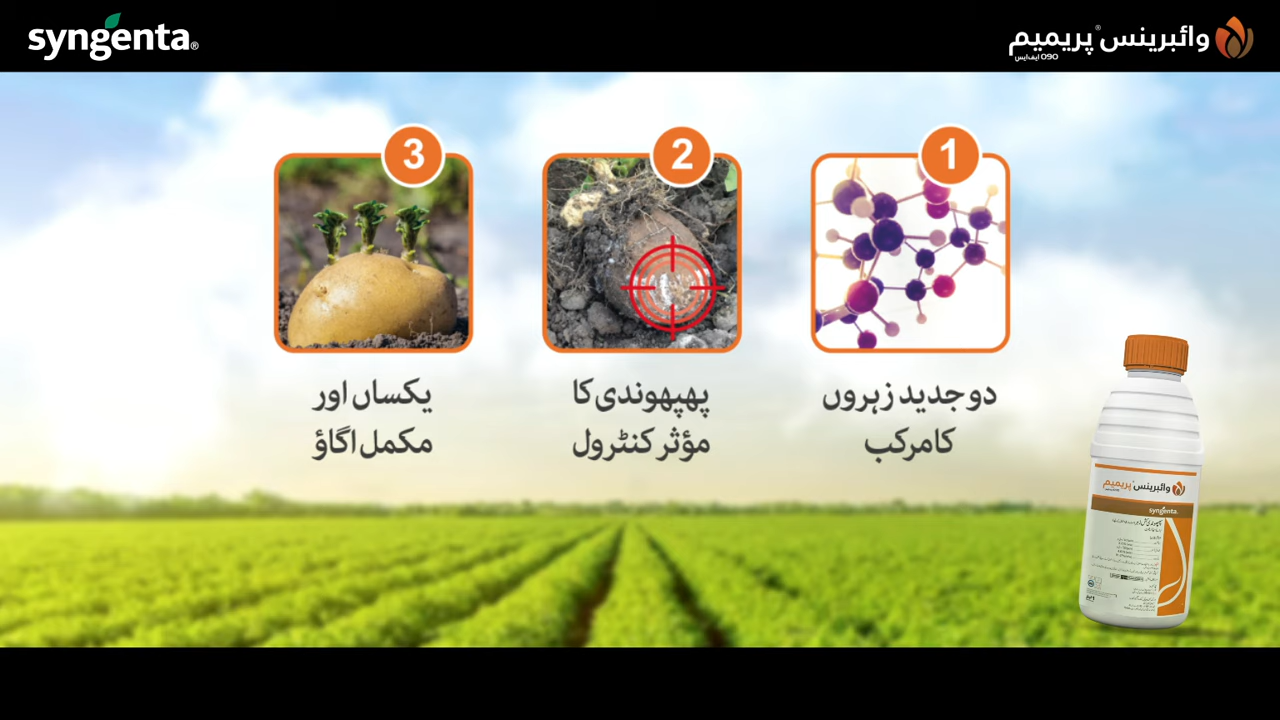 syngenta®
وائبرینس® پریمیم
090 ایف ایس
1
دو جدید زہروں
کا مرکب
2
پھپھوندی کا
مؤثر کنٹرول
3
یکساں اور
مکمل اگاؤ
وائبرینس پریمیم
syngenta.